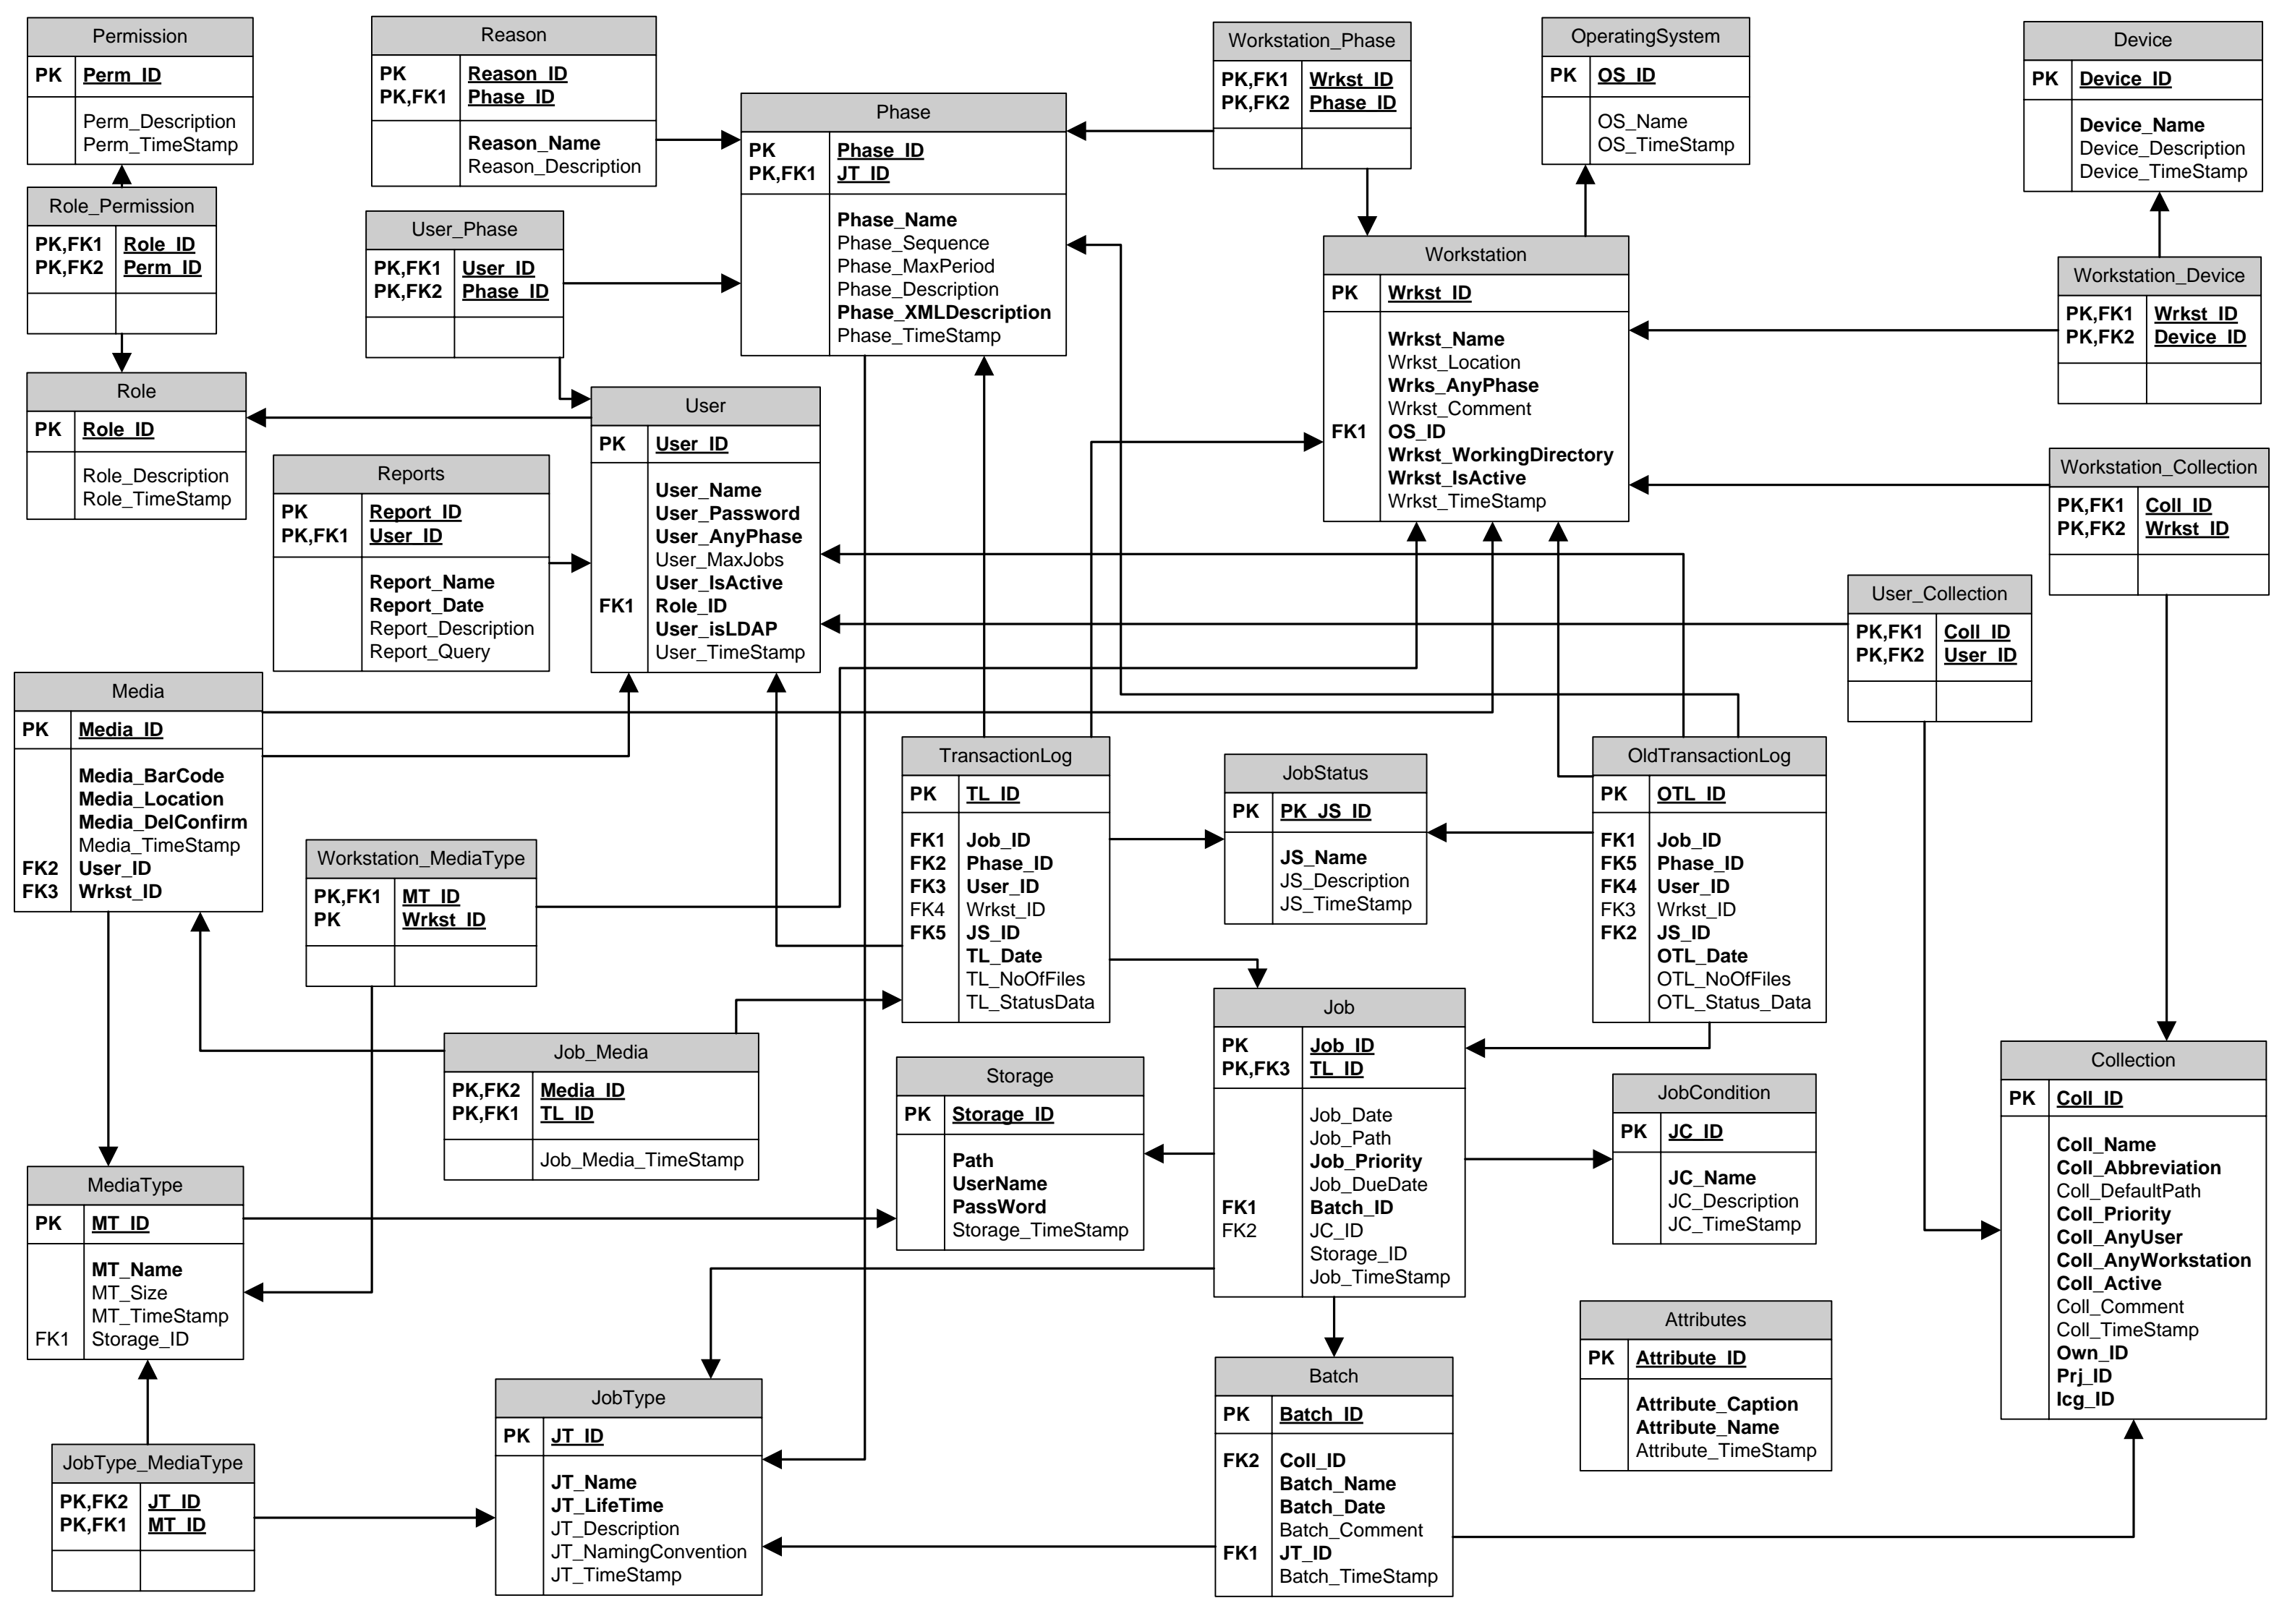 Permission
PK Perm_ID
Perm_Description
Perm_TimeStamp
Reason
PK Reason_ID
PK,FK1 Phase_ID
Reason_Name
Reason_Description
Phase
PK Phase_ID
PK,FK1 JT_ID
Phase_Name
Phase_Sequence
Phase_MaxPeriod
Phase_Description
Phase_XMLDescription
Phase_TimeStamp
Workstation_Phase
PK,FK1 Wrkst_ID
PK,FK2 Phase_ID
OperatingSystem
PK OS_ID
OS_Name
OS_TimeStamp
Device
PK Device_ID
Device_Name
Device_Description
Device_TimeStamp
Role_Permission
PK,FK1 Role_ID
PK,FK2 Perm_ID
User_Phase
PK,FK1 User_ID
PK,FK2 Phase_ID
Workstation
PK Wrkst_ID
Wrkst_Name
Wrkst_Location
Wrks_AnyPhase
Wrkst_Comment
FK1 OS_ID
Wrkst_WorkingDirectory
Wrkst_IsActive
Wrkst_TimeStamp
Workstation_Device
PK,FK1 Wrkst_ID
PK,FK2 Device_ID
Role
PK Role_ID
Role_Description
Role_TimeStamp
User
PK User_ID
User_Name
User_Password
User_AnyPhase
User_MaxJobs
User_IsActive
FK1 Role_ID
User_isLDAP
User_TimeStamp
Reports
PK Report_ID
PK,FK1 User_ID
Report_Name
Report_Date
Report_Description
Report_Query
Workstation_Collection
PK,FK1 Coll_ID
PK,FK2 Wrkst_ID
User_Collection
PK,FK1 Coll_ID
PK,FK2 User_ID
Media
PK Media_ID
Media_BarCode
Media_Location
Media_DelConfirm
Media_TimeStamp
FK2 User_ID
FK3 Wrkst_ID
Workstation_MediaType
PK,FK1 MT_ID
PK Wrkst_ID
TransactionLog
PK TL_ID
FK1 Job_ID
FK2 Phase_ID
FK3 User_ID
FK4 Wrkst_ID
FK5 JS_ID
TL_Date
TL_NoOfFiles
TL_StatusData
JobStatus
PK PK_JS_ID
JS_Name
JS_Description
JS_TimeStamp
OldTransactionLog
PK OTL_ID
FK1 Job_ID
FK5 Phase_ID
FK4 User_ID
FK3 Wrkst_ID
FK2 JS_ID
OTL_Date
OTL_NoOfFiles
OTL_Status_Data
Job_Media
PK,FK2 Media_ID
PK,FK1 TL_ID
Job_Media_TimeStamp
Storage
PK Storage_ID
Path
UserName
PassWord
Storage_TimeStamp
Job
PK Job_ID
PK,FK3 TL_ID
Job_Date
Job_Path
Job_Priority
Job_DueDate
FK1 Batch_ID
FK2 JC_ID
Storage_ID
Job_TimeStamp
JobCondition
PK JC_ID
JC_Name
JC_Description
JC_TimeStamp
Collection
PK Coll_ID
Coll_Name
Coll_Abbreviation
Coll_DefaultPath
Coll_Priority
Coll_AnyUser
Coll_AnyWorkstation
Coll_Active
Coll_Comment
Coll_TimeStamp
Own_ID
Prj_ID
Icg_ID
MediaType
PK MT_ID
MT_Name
MT_Size
MT_TimeStamp
FK1 Storage_ID
Attributes
PK Attribute_ID
Attribute_Caption
Attribute_Name
Attribute_TimeStamp
JobType_MediaType
PK,FK2 JT_ID
PK,FK1 MT_ID
JobType
PK JT_ID
JT_Name
JT_LifeTime
JT_Description
JT_NamingConvention
JT_TimeStamp
Batch
PK Batch_ID
FK2 Coll_ID
Batch_Name
Batch_Date
Batch_Comment
FK1 JT_ID
Batch_TimeStamp